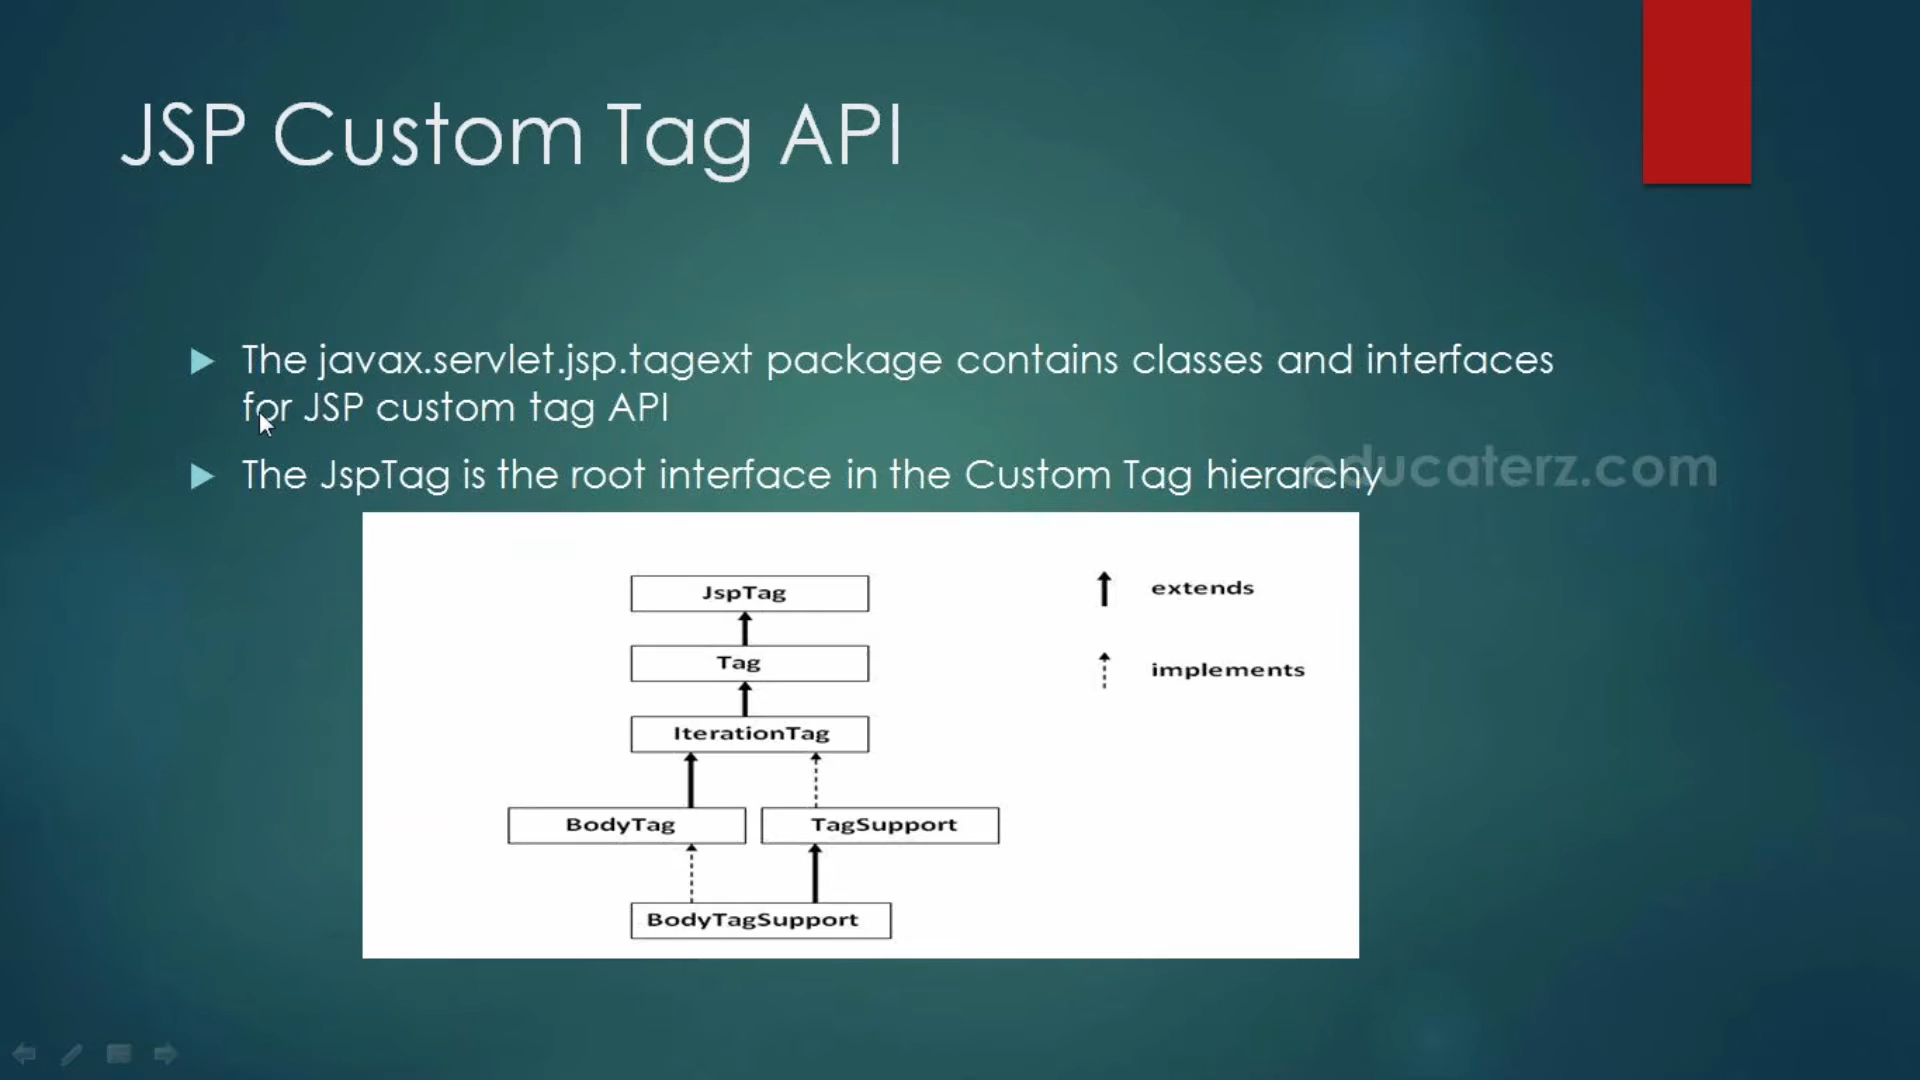 JSP Custom Tag API
The javax.servlet.jsp.tagext package contains classes and interfaces
for JSP custom tag API
The JspTag is the root interface in the Custom Tag hierarchy
educaterz.com
JspTag
extends
Tag
implements
IterationTag
BodyTag
TagSupport
BodyTagSupport